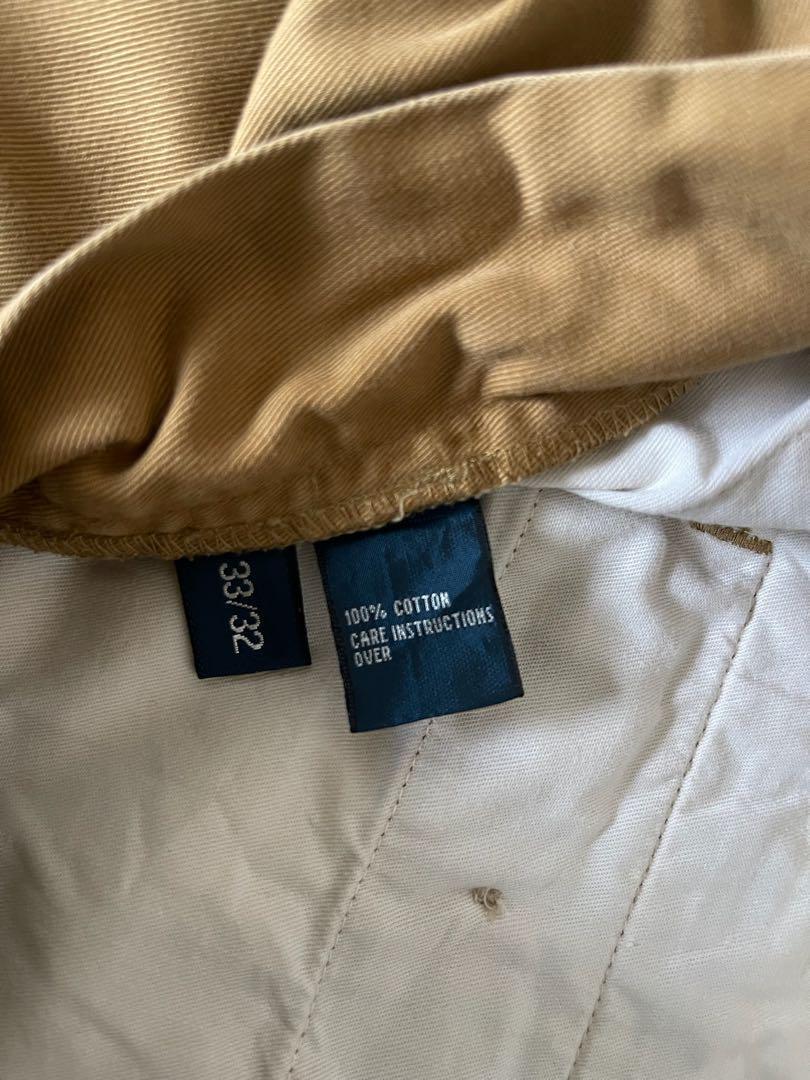 33/32
100% COTTON
CARE INSTRUCTIONS
OVER